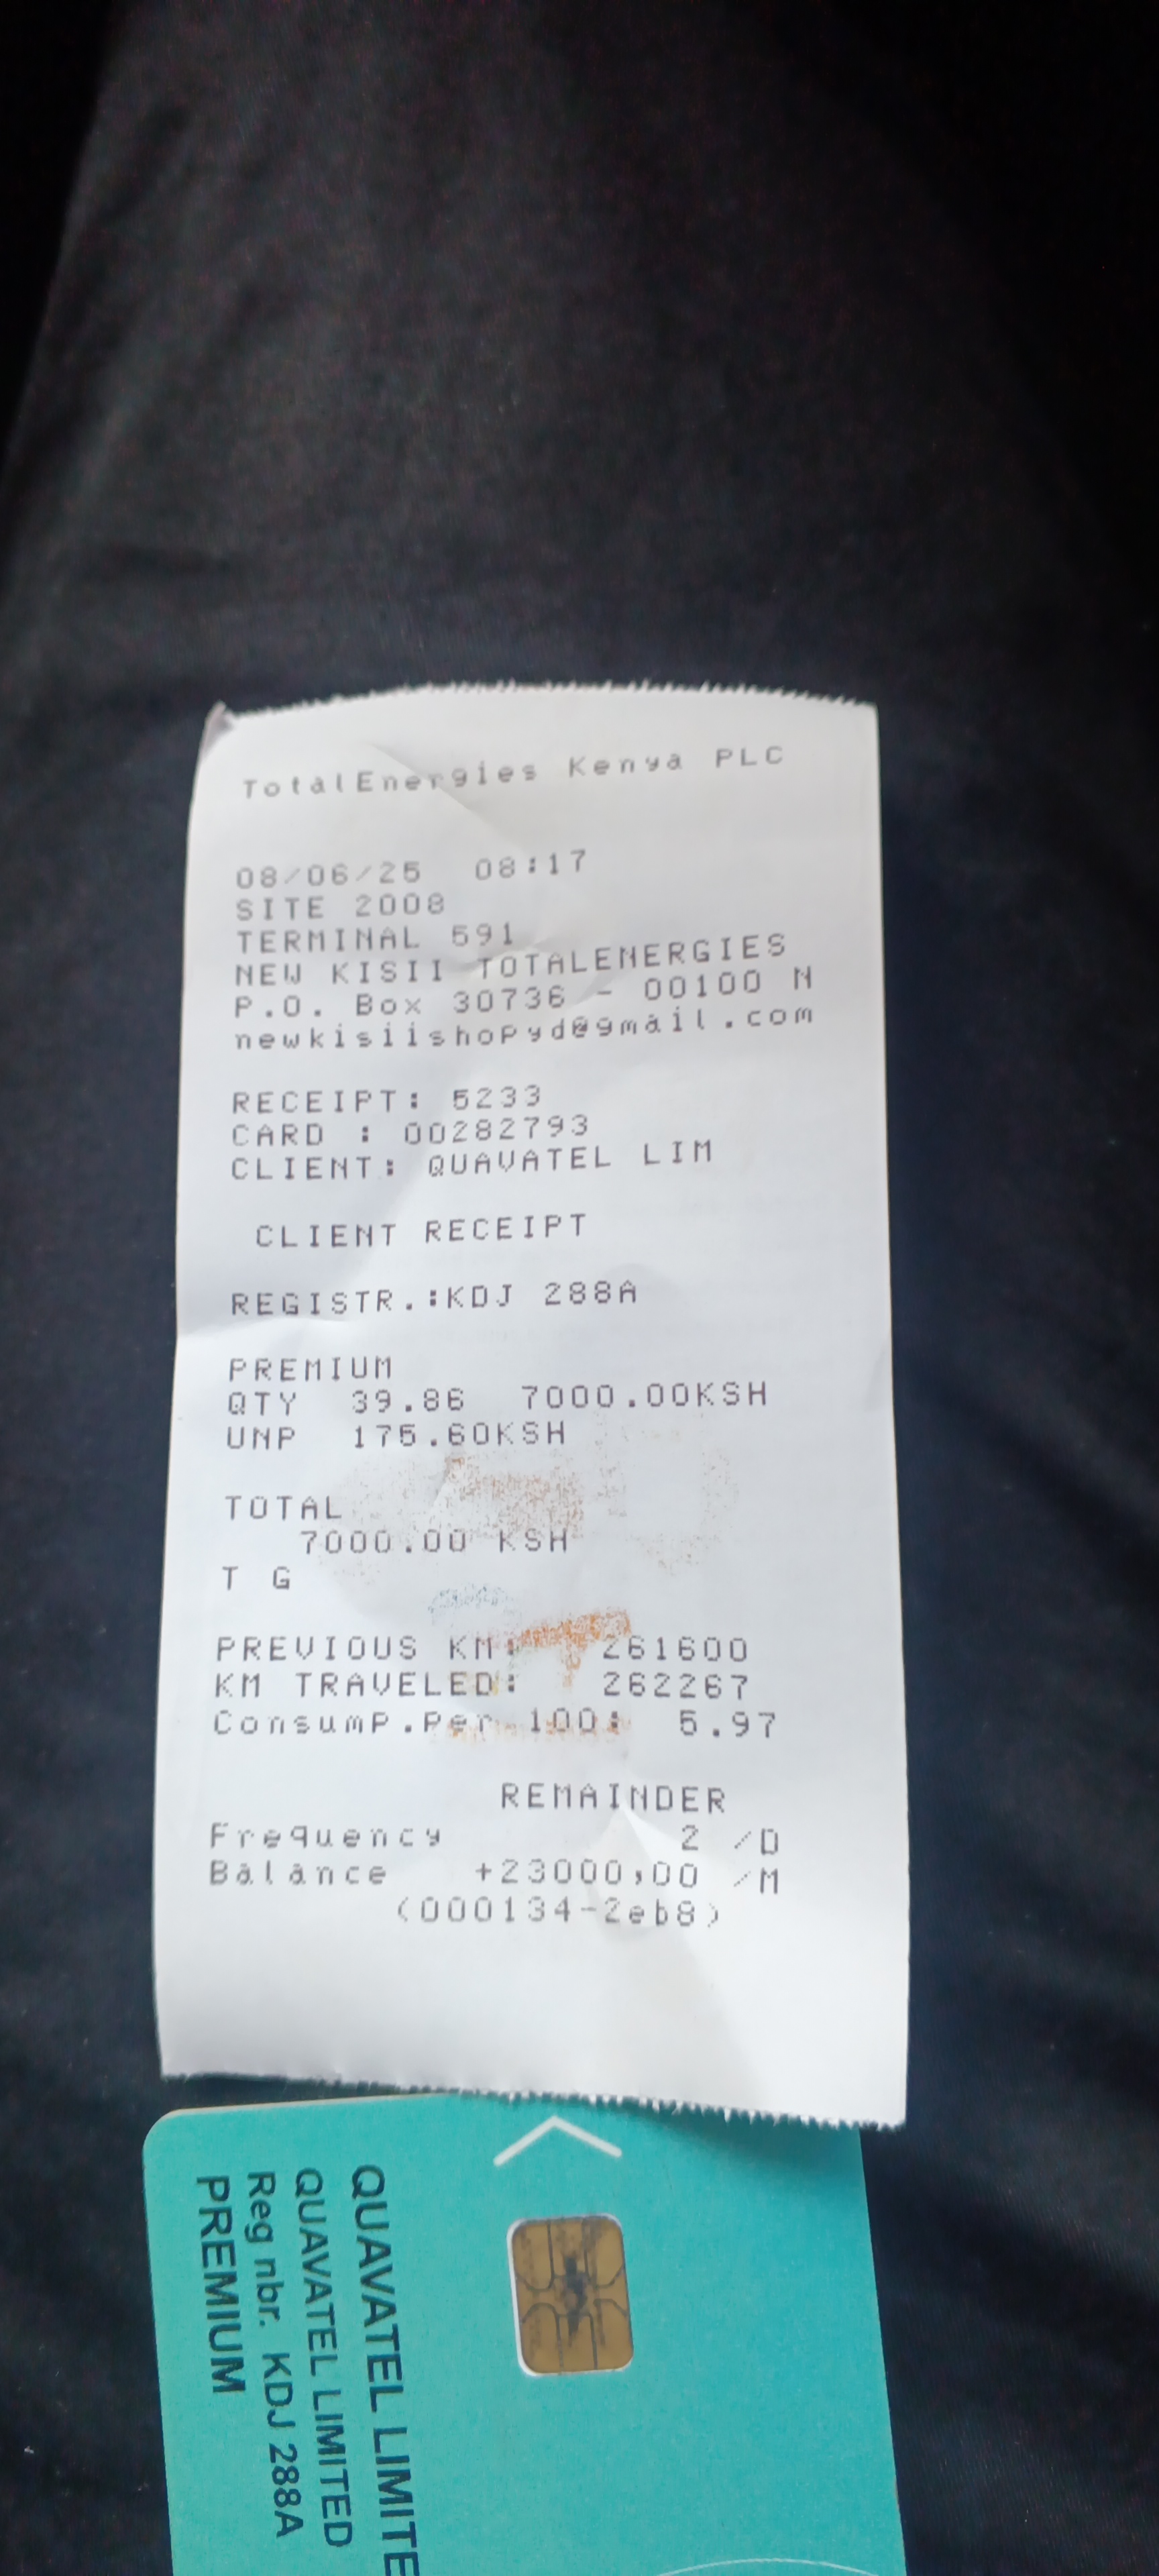 TotalEnergies Kenya PLC
08/06/25 08:17
SITE 2008
TERMINAL 591
NEW KISII TOTALENERGIES
P.O. Box 30736 - 00100 N
newkisiishopyd@gmail.com
RECEIPT: 5233
CARD : 00282793
CLIENT: QUAVATEL LIM
CLIENT RECEIPT
REGISTR.:KDJ 288A
PREMIUM
QTY 39.86 7000.00KSH
UNP 175.60KSH
TOTAL
7000.00 KSH
T G
PREVIOUS KM: 261600
KM TRAVELED: 262267
Consump.Per 100: 5.97
REMAINDER
Frequency 2 /D
Balance +23000,00 /M
(000134-2eb8)
QUAVATEL LIMITE
QUAVATEL LIMITED
Reg nbr. KDJ 288A
PREMIUM